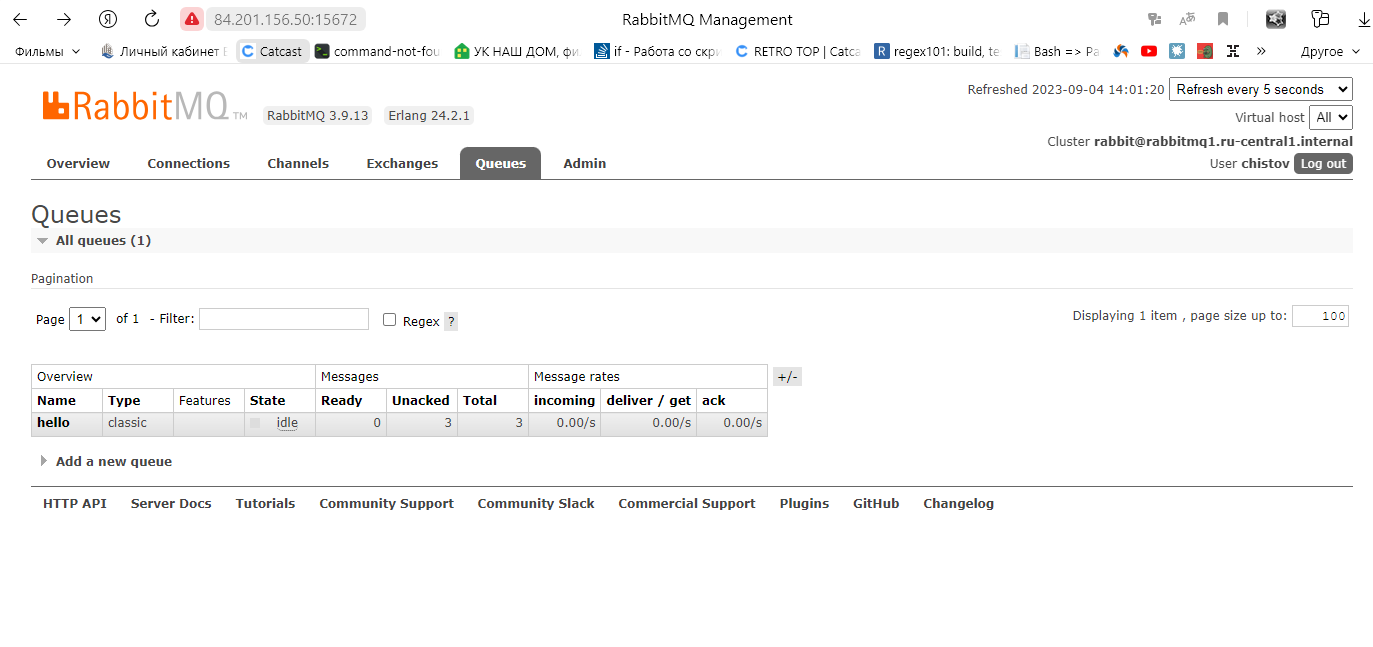 84.201.156.50:15672 RabbitMQ Management
Фильмы Личный кабинет Catcast command-not-fou УК НАШ ДОМ, фи if - Работа со скри RETRO TOP | Catca regex101: build, te Bash => Ра » Другое
RabbitMQ TM RabbitMQ 3.9.13 Erlang 24.2.1
Refreshed 2023-09-04 14:01:20 Refresh every 5 seconds
Virtual host All
Cluster rabbit@rabbitmq1.ru-central1.internal
User chistov Log out
Overview Connections Channels Exchanges Queues Admin
Queues
All queues (1)
Pagination
Page 1 of 1 - Filter: Regex ?
Displaying 1 item , page size up to: 100
Overview Messages Message rates +/-
Name Type Features State Ready Unacked Total incoming deliver / get ack
hello classic idle 0 3 3 0.00/s 0.00/s 0.00/s
Add a new queue
HTTP API Server Docs Tutorials Community Support Community Slack Commercial Support Plugins GitHub Changelog